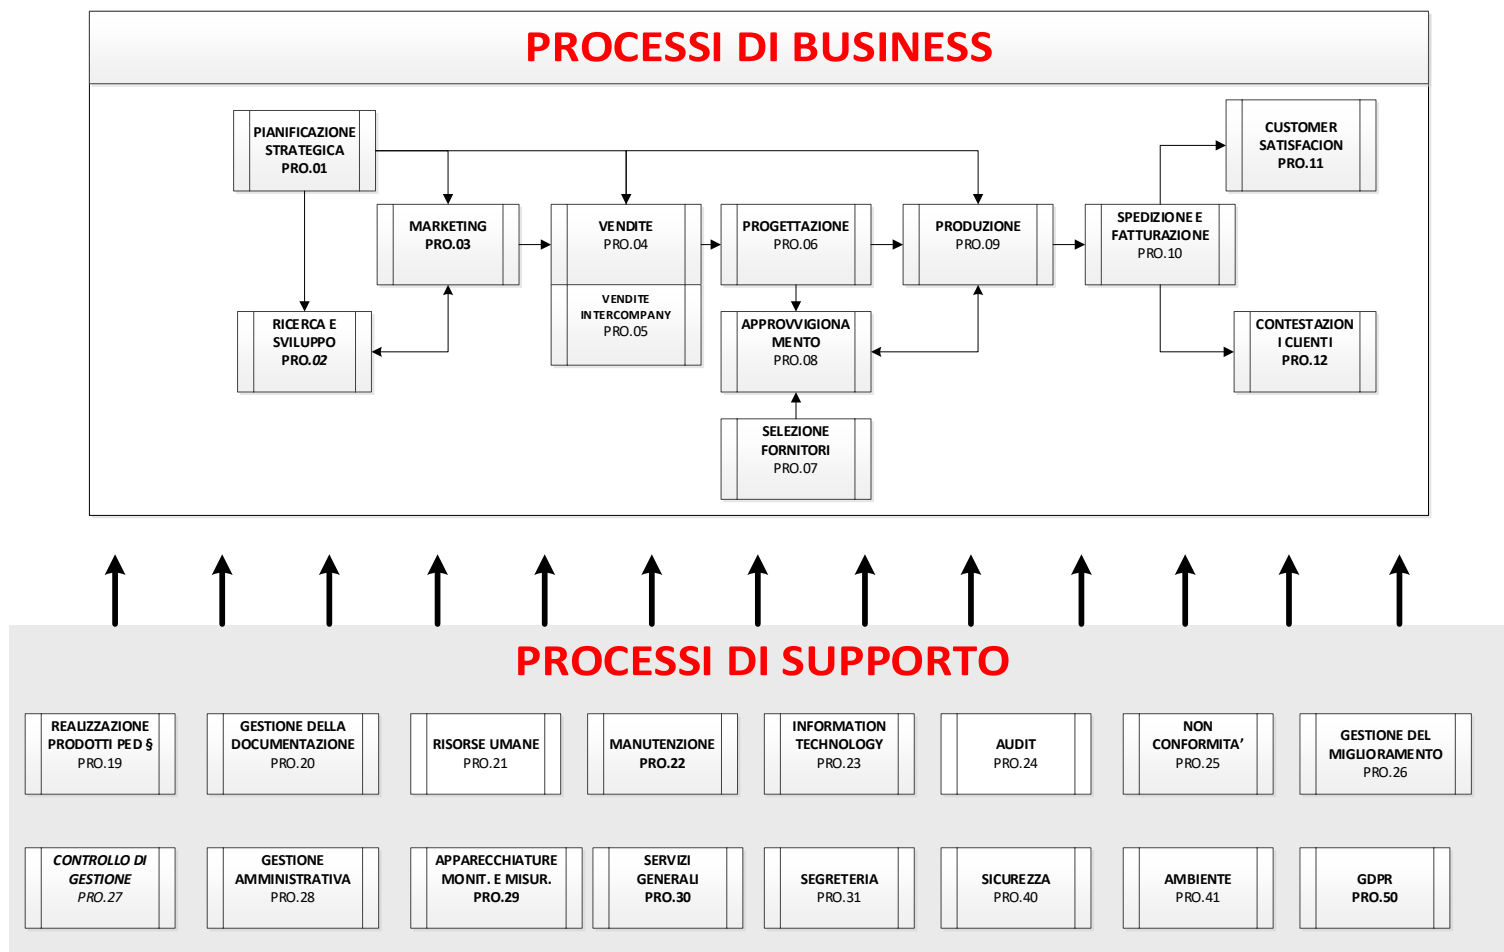 PROCESSI DI BUSINESS
PIANIFICAZIONE
STRATEGICA
PRO.01
CUSTOMER
SATISFACION
PRO.11
MARKETING
PRO.03
VENDITE
PRO.04
PROGETTAZIONE
PRO.06
PRODUZIONE
PRO.09
SPEDIZIONE E
FATTURAZIONE
PRO.10
VENDITE
INTERCOMPANY
PRO.05
RICERCA E
SVILUPPO
PRO.02
APPROVVIGIONA
MENTO
PRO.08
CONTESTAZION
I CLIENTI
PRO.12
SELEZIONE
FORNITORI
PRO.07
PROCESSI DI SUPPORTO
REALIZZAZIONE
PRODOTTI PED §
PRO.19
GESTIONE DELLA
DOCUMENTAZIONE
PRO.20
RISORSE UMANE
PRO.21
MANUTENZIONE
PRO.22
INFORMATION
TECHNOLOGY
PRO.23
AUDIT
PRO.24
NON
CONFORMITA’
PRO.25
GESTIONE DEL
MIGLIORAMENTO
PRO.26
CONTROLLO DI
GESTIONE
PRO.27
GESTIONE
AMMINISTRATIVA
PRO.28
APPARECCHIATURE
MONIT. E MISUR.
PRO.29
SERVIZI
GENERALI
PRO.30
SEGRETERIA
PRO.31
SICUREZZA
PRO.40
AMBIENTE
PRO.41
GDPR
PRO.50